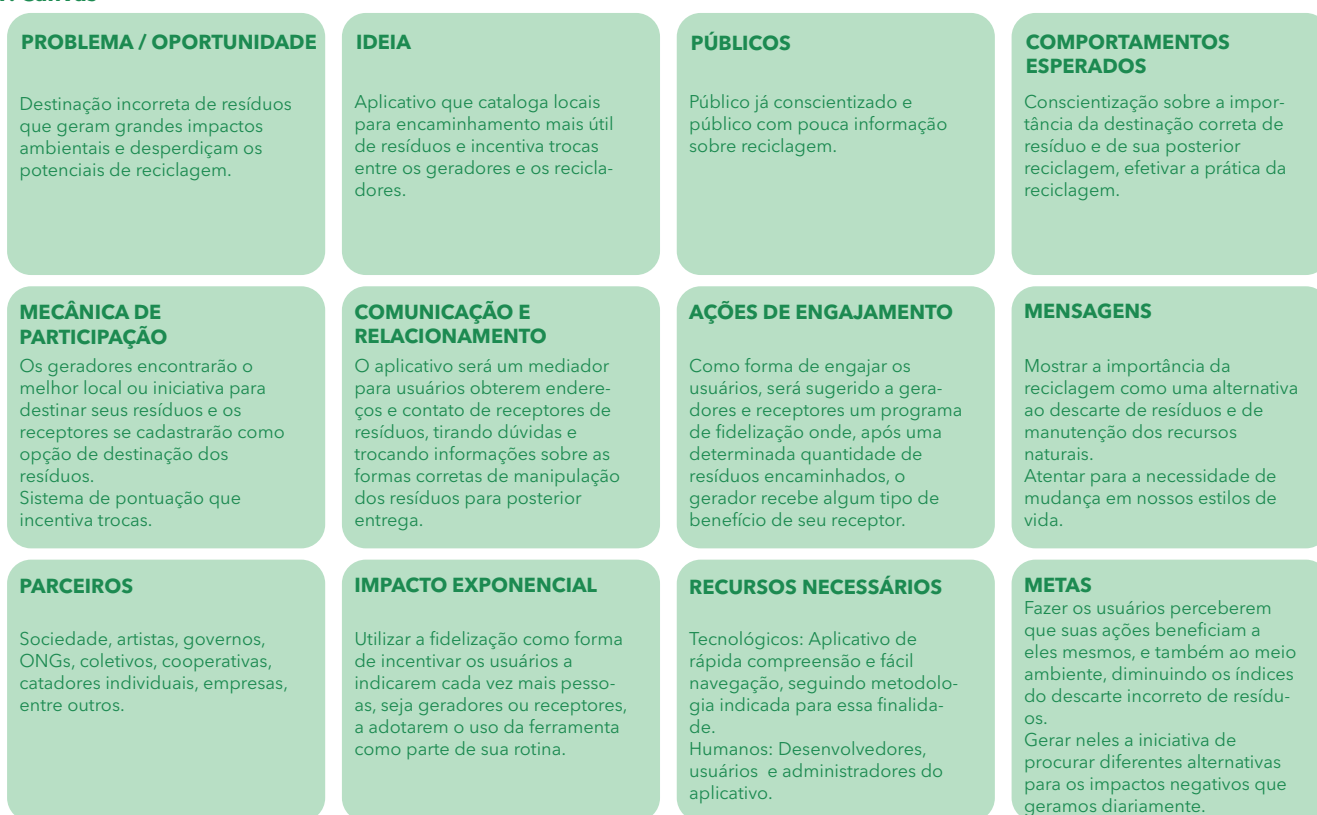 PROBLEMA / OPORTUNIDADE
Destinação incorreta de resíduos
que geram grandes impactos
ambientais e desperdiçam os
potenciais de reciclagem.
IDEIA
Aplicativo que cataloga locais
para encaminhamento mais útil
de resíduos e incentiva trocas
entre os geradores e os recicla-
dores.
PÚBLICOS
Público já conscientizado e
público com pouca informação
sobre reciclagem.
COMPORTAMENTOS
ESPERADOS
Conscientização sobre a impor-
tância da destinação correta de
resíduo e de sua posterior
reciclagem, efetivar a prática da
reciclagem.
MECÂNICA DE
PARTICIPAÇÃO
Os geradores encontrarão o
melhor local ou iniciativa para
destinar seus resíduos e os
receptores se cadastrarão como
opção de destinação dos
resíduos.
Sistema de pontuação que
incentiva trocas.
COMUNICAÇÃO E
RELACIONAMENTO
O aplicativo será um mediador
para usuários obterem endere-
ços e contato de receptores de
resíduos, tirando dúvidas e
trocando informações sobre as
formas corretas de manipulação
dos resíduos para posterior
entrega.
AÇÕES DE ENGAJAMENTO
Como forma de engajar os
usuários, será sugerido a gera-
dores e receptores um programa
de fidelização onde, após uma
determinada quantidade de
resíduos encaminhados, o
gerador recebe algum tipo de
benefício de seu receptor.
MENSAGENS
Mostrar a importância da
reciclagem como uma alternativa
ao descarte de resíduos e de
manutenção dos recursos
naturais.
Atentar para a necessidade de
mudança em nossos estilos de
vida.
PARCEIROS
Sociedade, artistas, governos,
ONGs, coletivos, cooperativas,
catadores individuais, empresas,
entre outros.
IMPACTO EXPONENCIAL
Utilizar a fidelização como forma
de incentivar os usuários a
indicarem cada vez mais pesso-
as, seja geradores ou receptores,
a adotarem o uso da ferramenta
como parte de sua rotina.
RECURSOS NECESSÁRIOS
Tecnológicos: Aplicativo de
rápida compreensão e fácil
navegação, seguindo metodolo-
gia indicada para essa finalida-
de.
Humanos: Desenvolvedores,
usuários e administradores do
aplicativo.
METAS
Fazer os usuários perceberem
que suas ações beneficiam a
eles mesmos, e também ao meio
ambiente, diminuindo os índices
do descarte incorreto de resídu-
os.
Gerar neles a iniciativa de
procurar diferentes alternativas
para os impactos negativos que
geramos diariamente.